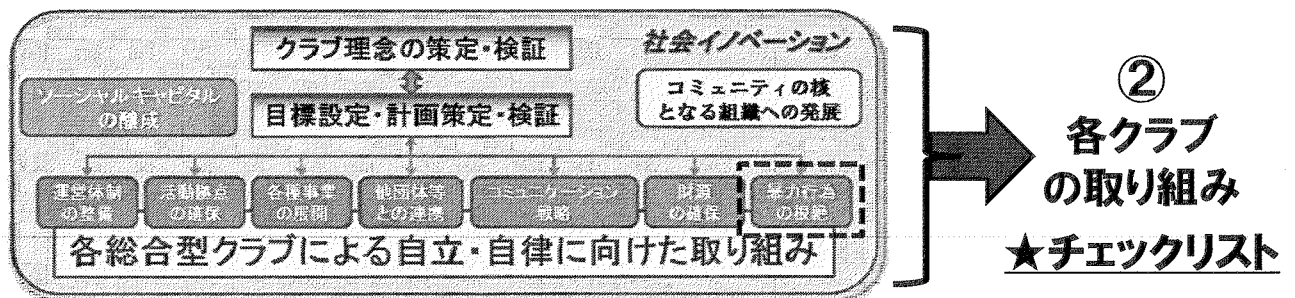 クラブ理念の策定・検証
社会イノベーション
ソーシャルキャピタル
の醸成
目標設定・計画策定・検証
コミュニティの核
となる組織への発展
運営体制
の整備
活動拠点
の確保
各種事業
の展開
他団体等
との連携
コミュニケーション
戦略
財源
の確保
暴力行為
の根絶
各総合型クラブによる自立・自律に向けた取り組み
②
各クラブ
の取り組み
★チェックリスト